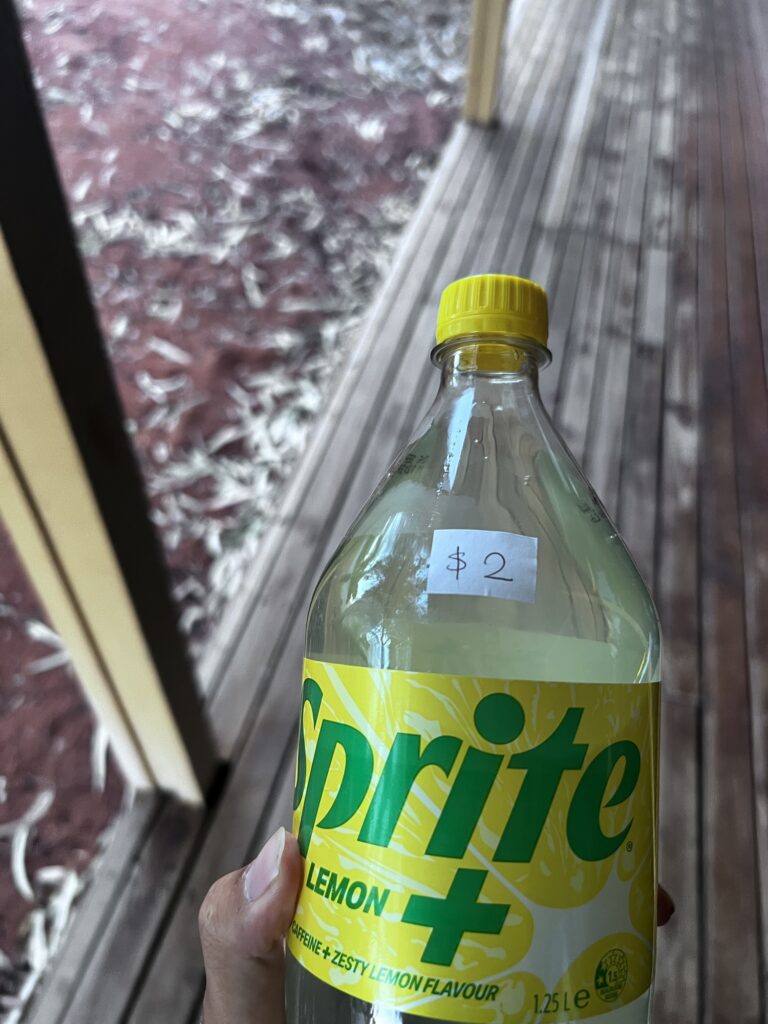 $2
Sprite®
LEMON +
CAFFEINE + ZESTY LEMON FLAVOUR
1.25 L e